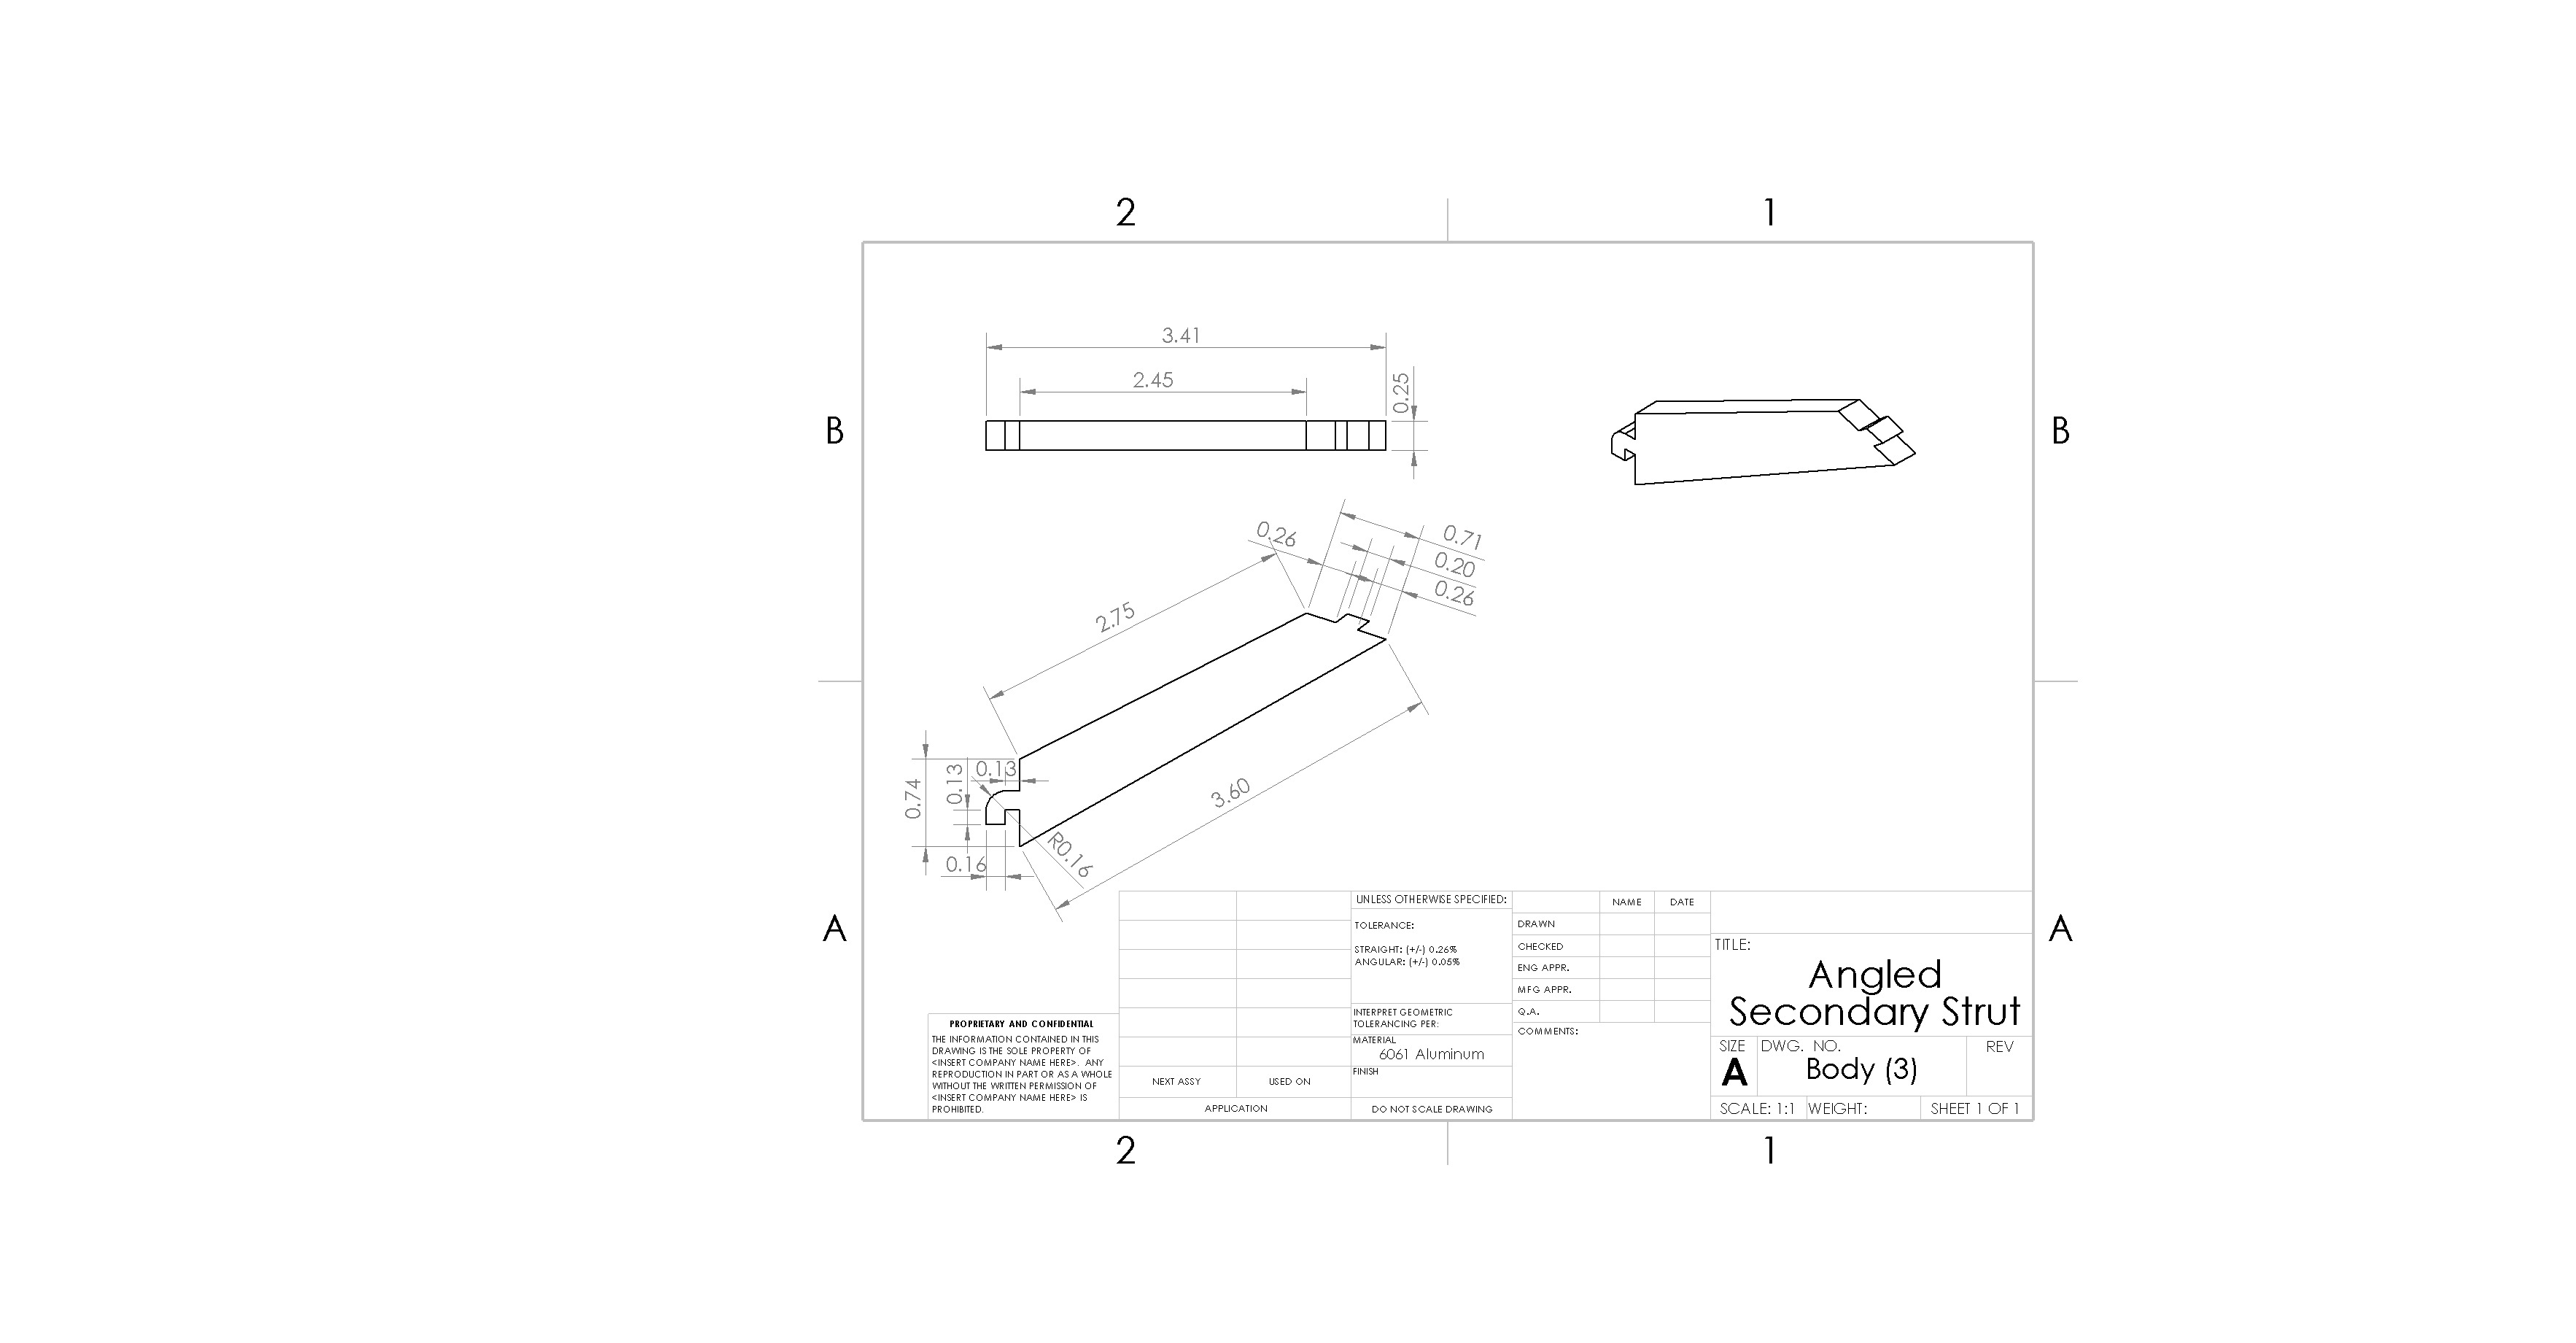 2
1
B
B
3.41
2.45
0.25
0.26
0.71
0.20
0.26
2.75
3.60
0.74
0.13
0.13
0.16
R0.16
A
A
UNLESS OTHERWISE SPECIFIED:
TOLERANCE:
STRAIGHT: (+/-) 0.26%
ANGULAR: (+/-) 0.05%
INTERPRET GEOMETRIC
TOLERANCING PER:
MATERIAL
6061 Aluminum
FINISH
DO NOT SCALE DRAWING
NAME
DATE
DRAWN
CHECKED
ENG APPR.
MFG APPR.
Q.A.
COMMENTS:
TITLE:
Angled
Secondary Strut
SIZE
A
DWG. NO.
Body (3)
REV
SCALE: 1:1
WEIGHT:
SHEET 1 OF 1
PROPRIETARY AND CONFIDENTIAL
THE INFORMATION CONTAINED IN THIS
DRAWING IS THE SOLE PROPERTY OF
<INSERT COMPANY NAME HERE>. ANY
REPRODUCTION IN PART OR AS A WHOLE
WITHOUT THE WRITTEN PERMISSION OF
<INSERT COMPANY NAME HERE> IS
PROHIBITED.
NEXT ASSY
USED ON
APPLICATION
2
1